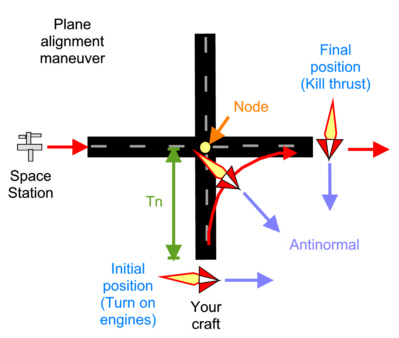 Plane
alignment
maneuver
Final
position
(Kill thrust)
Node
Space
Station
Tn
Antinormal
Initial
position
(Turn on
engines)
Your
craft